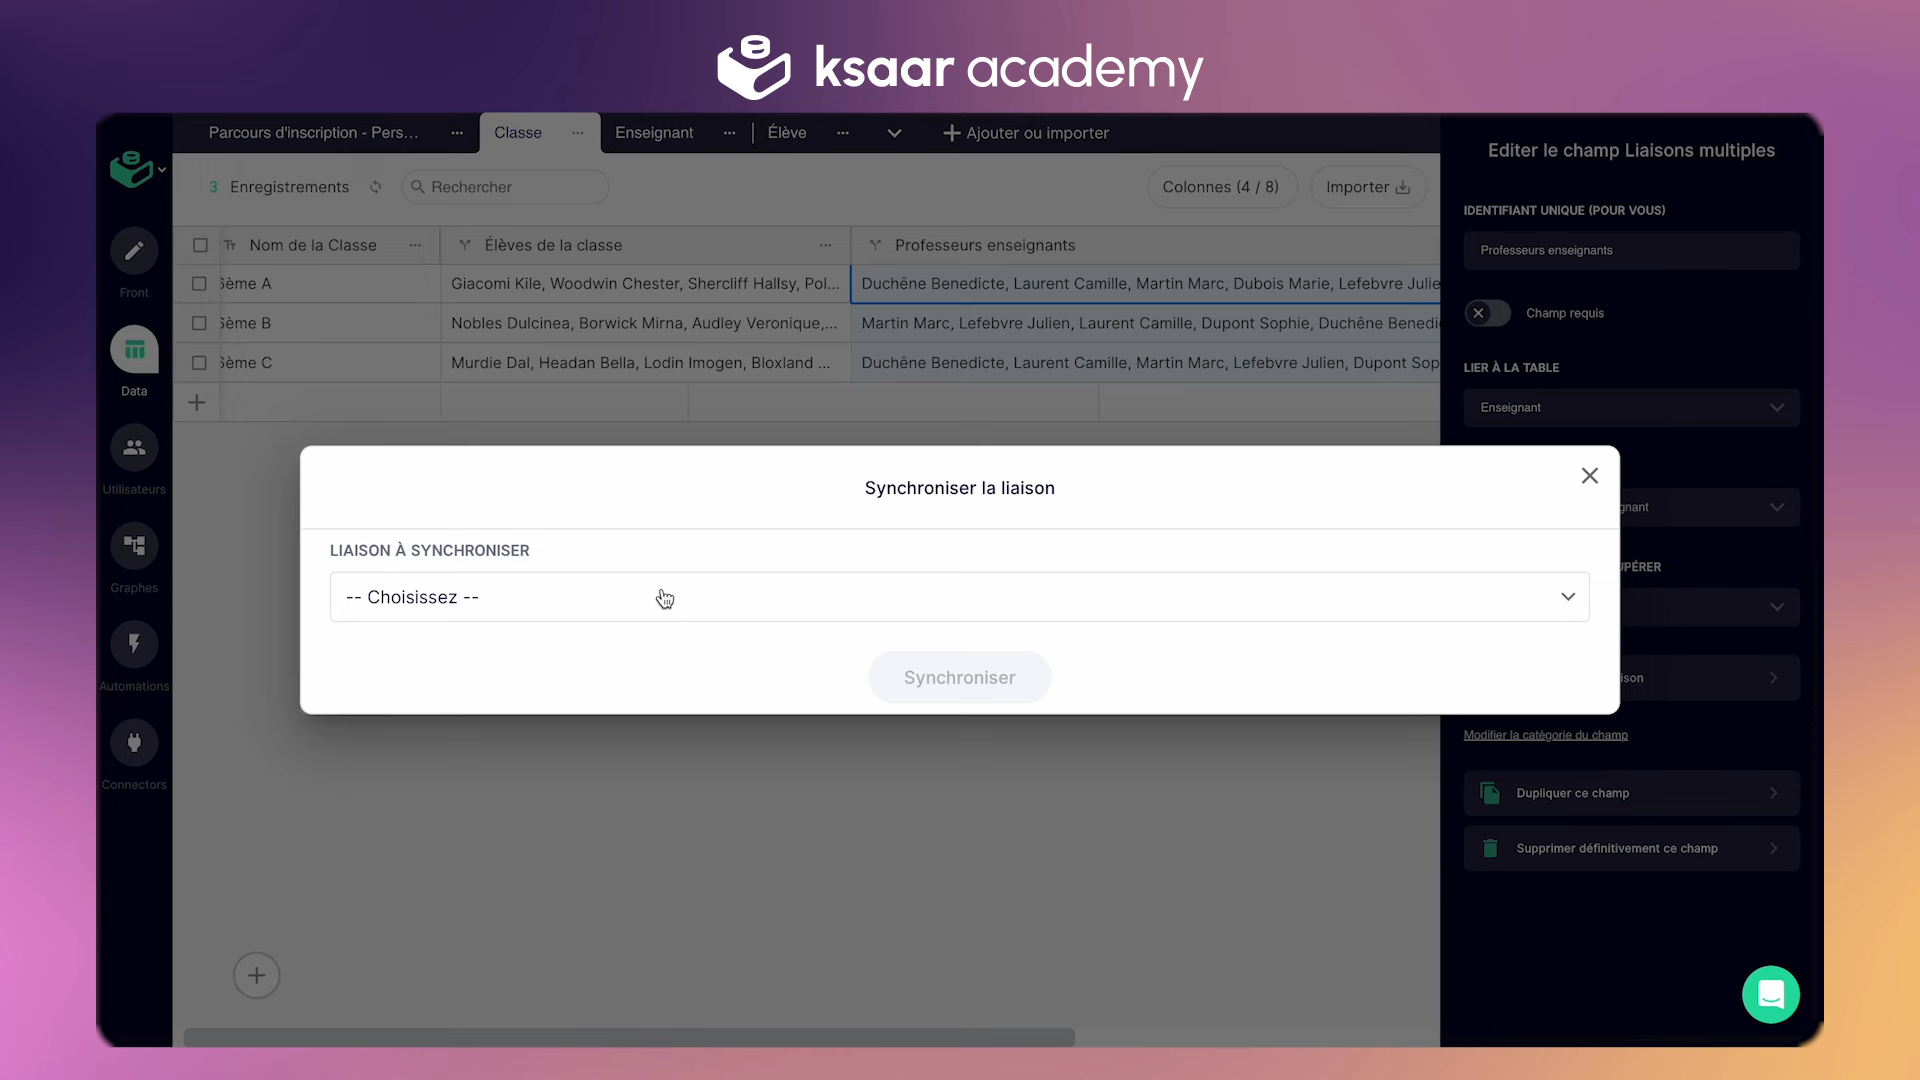 ksaar academy
Parcours d'inscription - Pers... ··· Classe ··· Enseignant ··· Élève ··· Ajouter ou importer
3 Enregistrements Rechercher Colonnes (4 / 8) Importer
Nom de la Classe ··· Élèves de la classe ··· Professeurs enseignants
6ème A Giacomi Kile, Woodwin Chester, Shercliff Hallsy, Pol... Duchêne Benedicte, Laurent Camille, Martin Marc, Dubois Marie, Lefebvre Julie
6ème B Nobles Dulcinea, Borwick Mirna, Audley Veronique,... Martin Marc, Lefebvre Julien, Laurent Camille, Dupont Sophie, Duchêne Benedi
6ème C Murdie Dal, Headan Bella, Lodin Imogen, Bloxland ... Duchêne Benedicte, Laurent Camille, Martin Marc, Lefebvre Julien, Dupont Sop
Front
Data
Utilisateurs
Graphes
Automations
Connectors
Synchroniser la liaison
LIAISON À SYNCHRONISER
-- Choisissez --
Synchroniser
Editer le champ Liaisons multiples
IDENTIFIANT UNIQUE (POUR VOUS)
Professeurs enseignants
Champ requis
LIER À LA TABLE
Enseignant
gnant
UPÉRER
ison
Modifier la catégorie du champ
Dupliquer ce champ
Supprimer définitivement ce champ